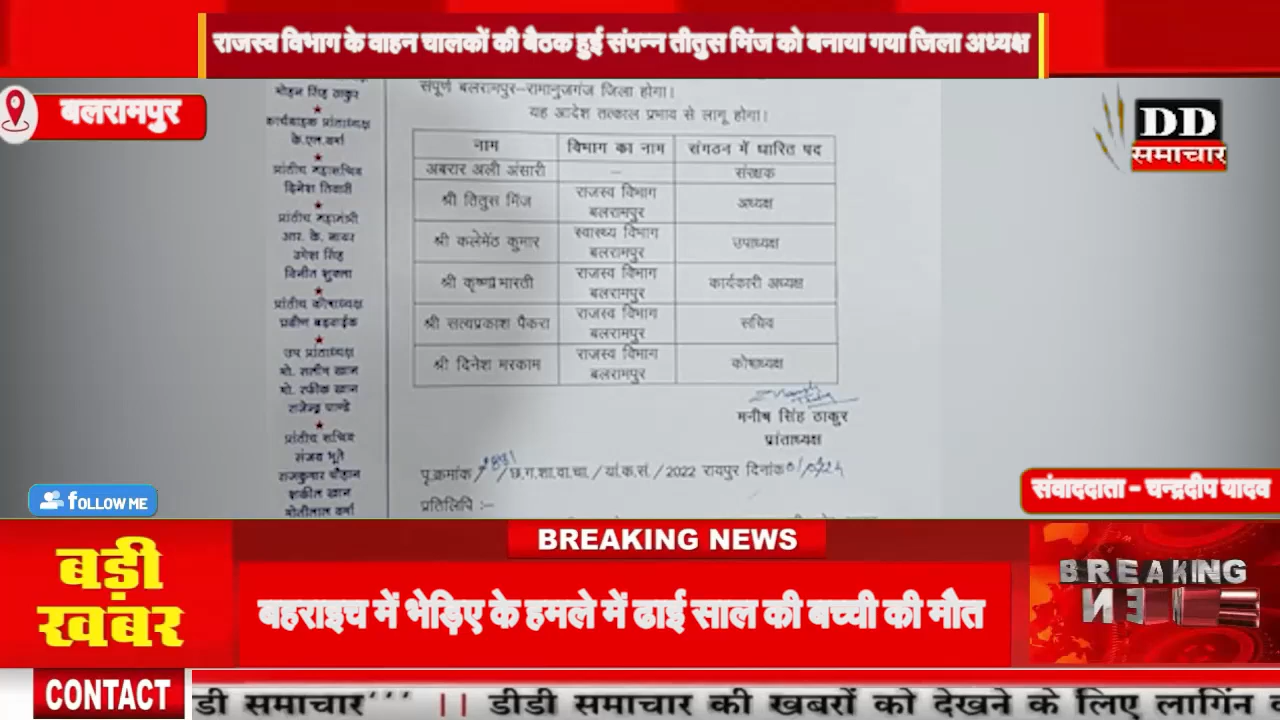 राजस्व विभाग के वाहन चालकों की बैठक हुई संपन्न तीतुस मिंज को बनाया गया जिला अध्यक्ष
बलरामपुर
DD
समाचार
मोहन सिंह ठाकुर
कार्यवाहक प्रांताध्यक्ष
के.एल.वर्मा
प्रांतीय महासचिव
दिनेश तिवारी
प्रांतीय महामंत्री
आर. के. नायर
उमेश सिंह
विनीत शुक्ला
प्रांतीय कोषाध्यक्ष
प्रवीण बड़वाईक
उप प्रांताध्यक्ष
मो. सलीम खान
मो. रफीक खान
राजेन्द्र पाण्डे
प्रांतीय सचिव
संजय भूते
राजकुमार चौहान
शकील खान
मोतीलाल वर्मा
संपूर्ण बलरामपुर–रामानुजगंज जिला होगा।
यह आदेश तत्काल प्रभाव से लागू होगा।
नाम विभाग का नाम संगठन में धारित पद
अबरार अली अंसारी – संरक्षक
श्री तितुस मिंज राजस्व विभाग बलरामपुर अध्यक्ष
श्री कलेमेंठ कुमार स्वास्थ्य विभाग बलरामपुर उपाध्यक्ष
श्री कृष्णा भारती राजस्व विभाग बलरामपुर कार्यकारी अध्यक्ष
श्री सत्यप्रकाश पैकरा राजस्व विभाग बलरामपुर सचिव
श्री दिनेश मरकाम राजस्व विभाग बलरामपुर कोषाध्यक्ष
मनीष सिंह ठाकुर
प्रांताध्यक्ष
पृ.क्रमांक / /छ.ग.शा.वा.चा./यां.क.सं./2022 रायपुर दिनांक
प्रतिलिपि :–
FOLLOW ME
संवाददाता - चन्द्रदीप यादव
बड़ी
खबर
BREAKING NEWS
बहराइच में भेड़िए के हमले में ढाई साल की बच्ची की मौत
BREAKING
CONTACT
डी समाचार''' || डीडी समाचार की खबरों को देखने के लिए लागिंन